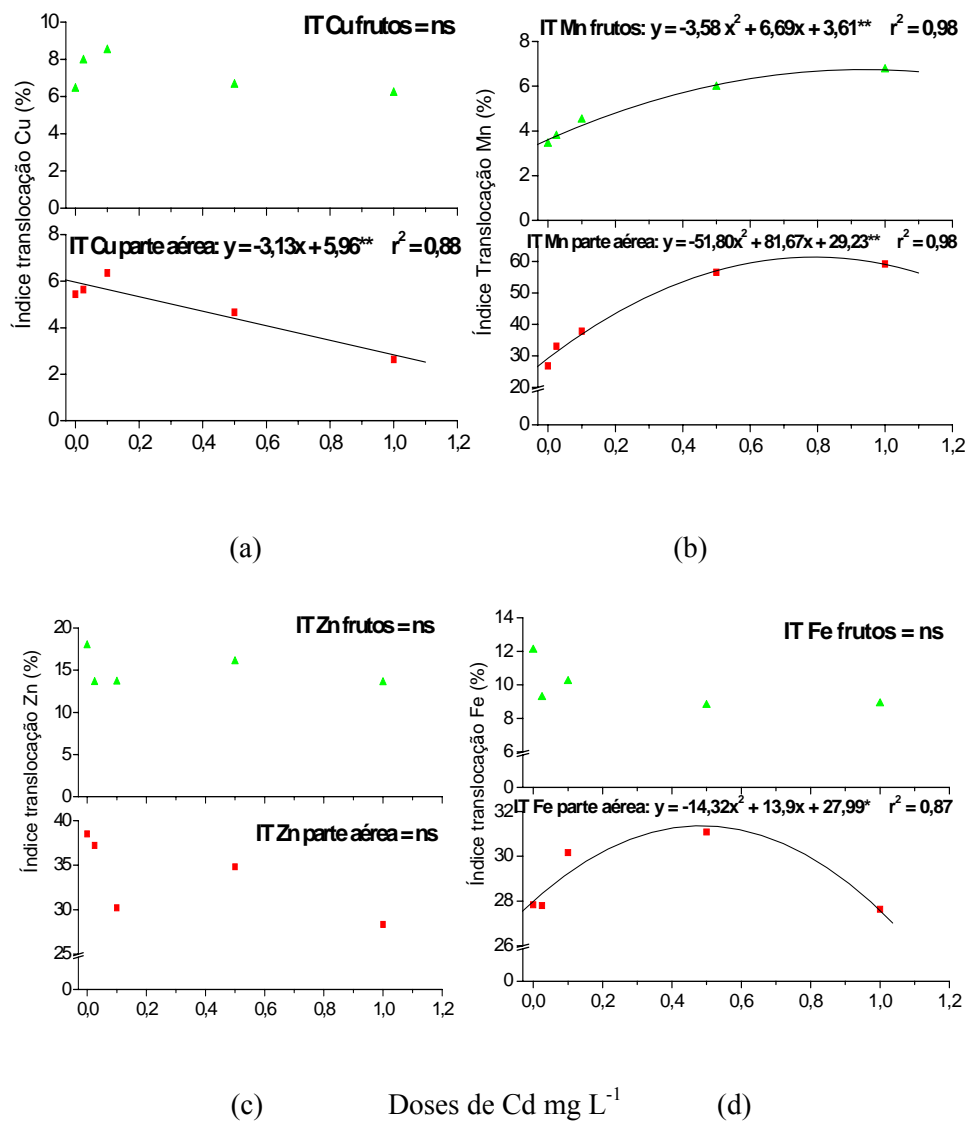 IT Cu frutos = ns
10
8
6
4
2
0
Índice translocação Cu (%)
IT Cu parte aérea: y = -3,13x + 5,96** r² = 0,88
8
6
4
2
0
0,0 0,2 0,4 0,6 0,8 1,0 1,2
(a)
IT Mn frutos: y = -3,58 x² + 6,69x + 3,61** r² = 0,98
8
6
4
2
0
Índice Translocação Mn (%)
IT Mn parte aérea: y = -51,80x² + 81,67x + 29,23** r² = 0,98
60
50
40
30
20
0
0,0 0,2 0,4 0,6 0,8 1,0 1,2
(b)
IT Zn frutos = ns
20
15
10
5
0
Índice translocação Zn (%)
IT Zn parte aérea = ns
40
35
30
25
0
0,0 0,2 0,4 0,6 0,8 1,0 1,2
(c)
IT Fe frutos = ns
14
12
10
8
6
0
Índice translocação Fe (%)
IT Fe parte aérea: y = -14,32x² + 13,9x + 27,99* r² = 0,87
32
30
28
26
0
0,0 0,2 0,4 0,6 0,8 1,0 1,2
Doses de Cd mg L⁻¹
(d)